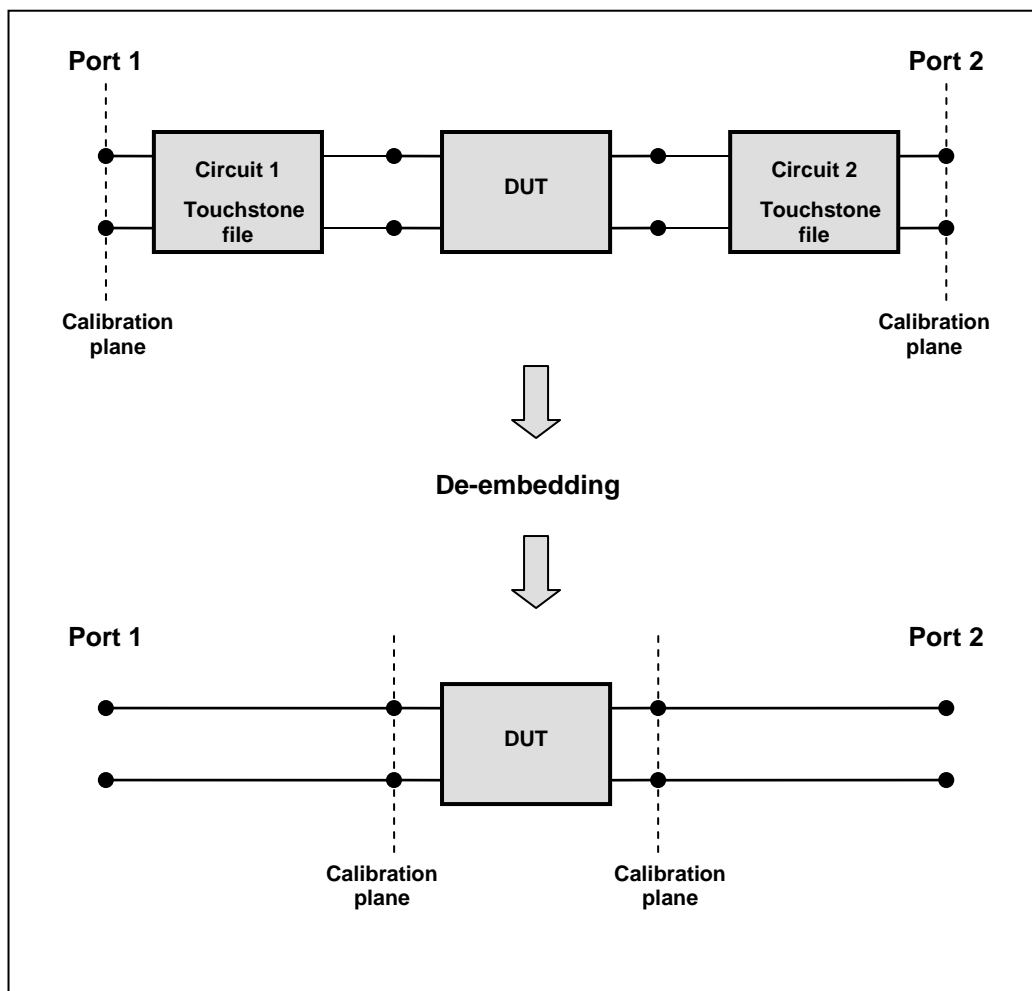 Port 1
Port 2
Circuit 1
Touchstone
file
DUT
Circuit 2
Touchstone
file
Calibration
plane
Calibration
plane
De-embedding
Port 1
Port 2
DUT
Calibration
plane
Calibration
plane